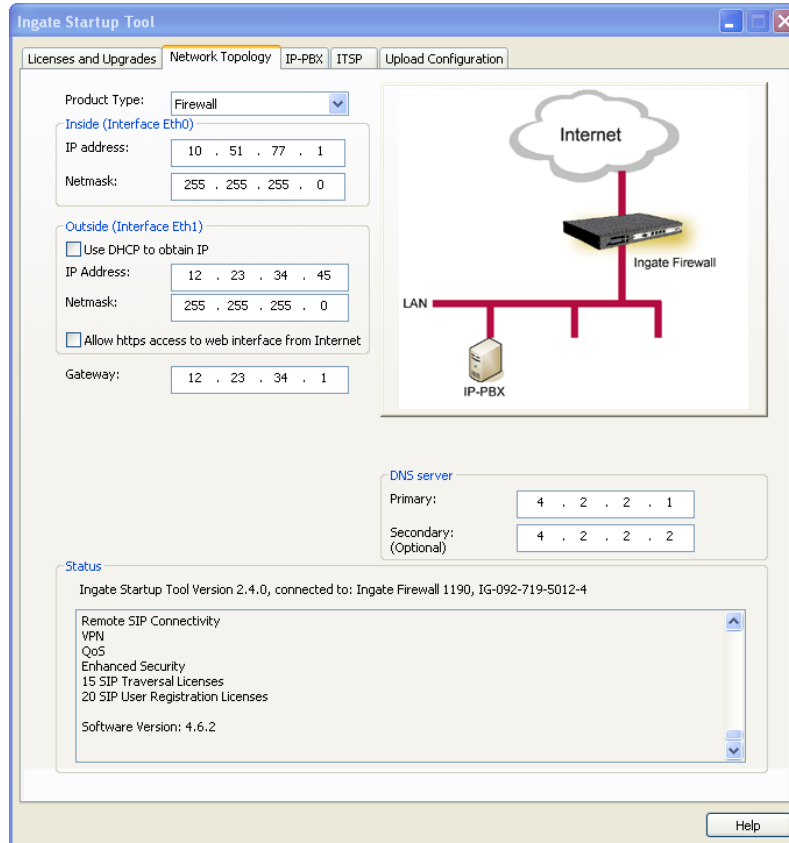 Ingate Startup Tool
Licenses and Upgrades
Network Topology
IP-PBX
ITSP
Upload Configuration
Product Type:
Firewall
Inside (Interface Eth0)
IP address:
10 . 51 . 77 . 1
Netmask:
255 . 255 . 255 . 0
Outside (Interface Eth1)
Use DHCP to obtain IP
IP Address:
12 . 23 . 34 . 45
Netmask:
255 . 255 . 255 . 0
Allow https access to web interface from Internet
Gateway:
12 . 23 . 34 . 1
Internet
Ingate Firewall
LAN
IP-PBX
DNS server
Primary:
4 . 2 . 2 . 1
Secondary:
(Optional)
4 . 2 . 2 . 2
Status
Ingate Startup Tool Version 2.4.0, connected to: Ingate Firewall 1190, IG-092-719-5012-4
Remote SIP Connectivity
VPN
QoS
Enhanced Security
15 SIP Traversal Licenses
20 SIP User Registration Licenses
Software Version: 4.6.2
Help